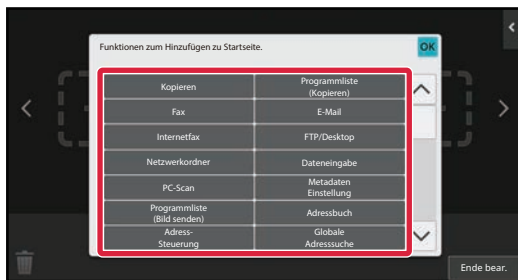 Funktionen zum Hinzufügen zu Startseite.
OK
Kopieren
Programmliste
(Kopieren)
Fax
E-Mail
Internetfax
FTP/Desktop
Netzwerkordner
Dateneingabe
PC-Scan
Metadaten
Einstellung
Programmliste
(Bild senden)
Adressbuch
Adress-
Steuerung
Globale
Adresssuche
Ende bear.